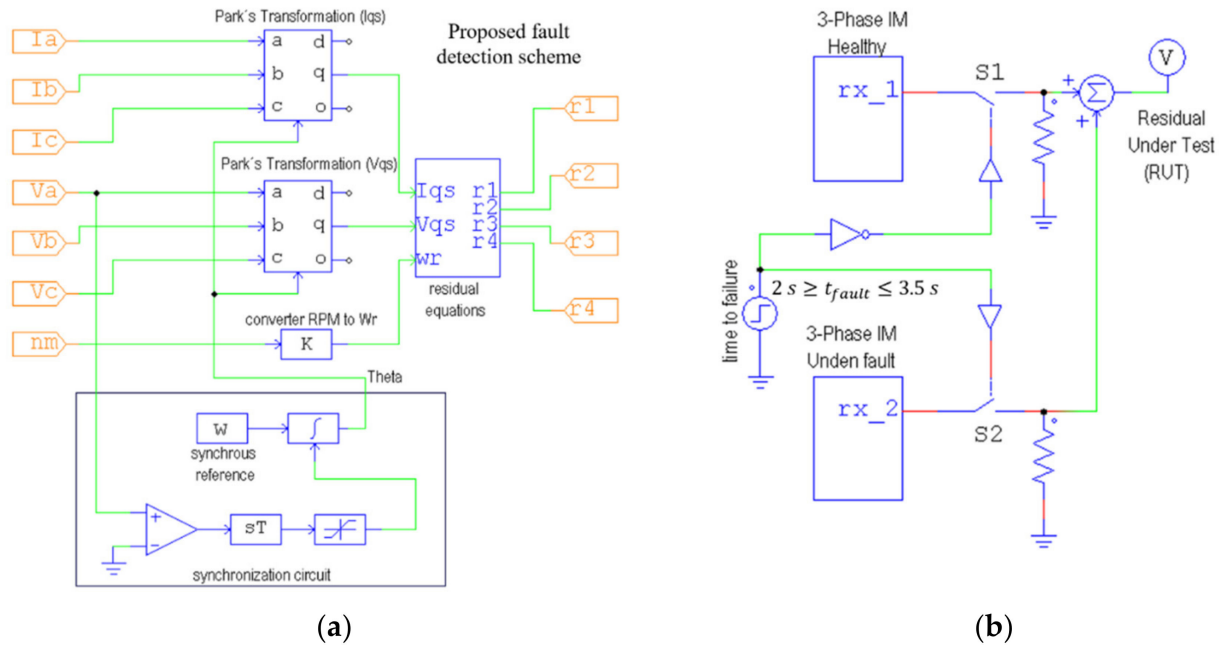 Park´s Transformation (Iqs)
Proposed fault
detection scheme
Ia
Ib
Ic
a d
b q
c o
Park´s Transformation (Vqs)
Va
Vb
Vc
a d
b q
c o
nm
converter RPM to Wr
K
Iqs r1
r2
Vqs r3
r4
wr
residual
equations
r1
r2
r3
r4
Theta
W
synchrous
reference
∫
+
−
sT
synchronization circuit
(a)
3-Phase IM
Healthy
rx_1
S1
+
+
Σ
V
Residual
Under Test
(RUT)
time to failure
2 s ≥ t_fault ≤ 3.5 s
3-Phase IM
Unden fault
rx_2
S2
(b)